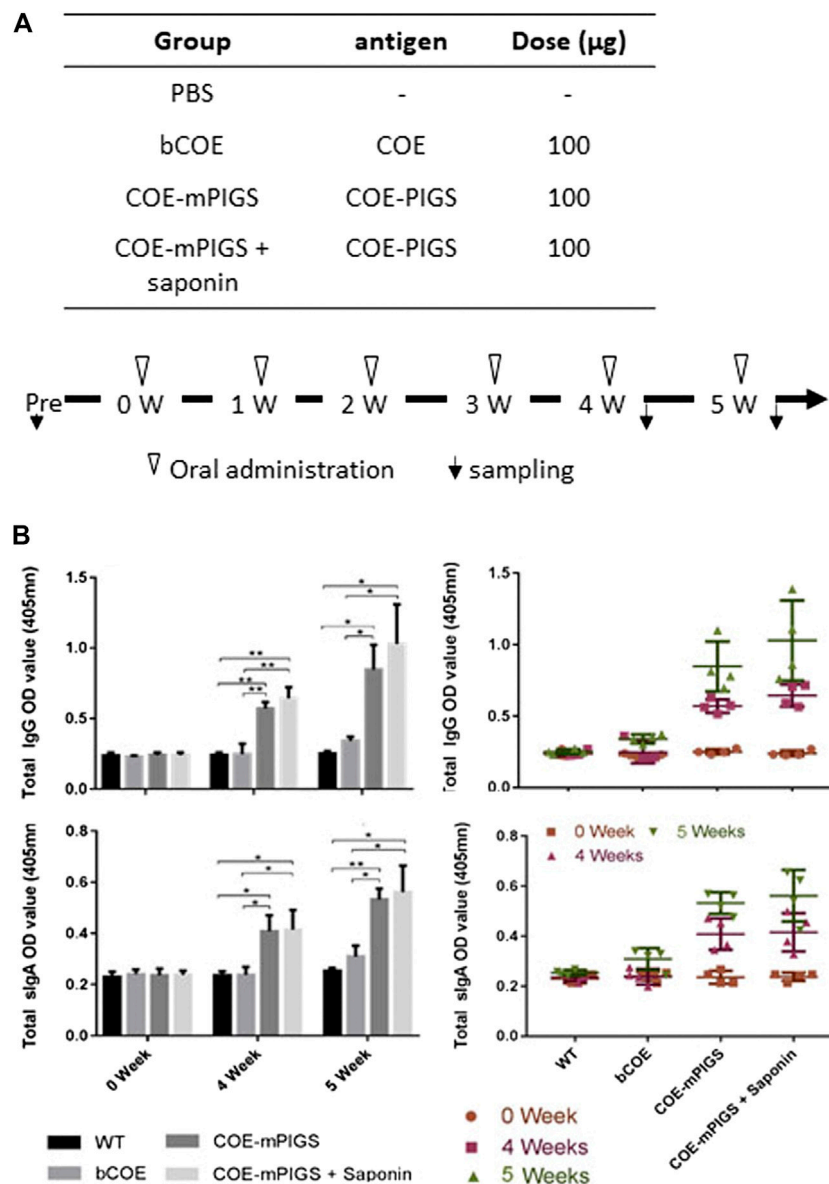 A
Group antigen Dose (µg)
PBS - -
bCOE COE 100
COE-mPIGS COE-PIGS 100
COE-mPIGS + COE-PIGS 100
saponin
Pre 0 W 1 W 2 W 3 W 4 W 5 W
Oral administration sampling
B
Total IgG OD value (405mn)
1.5
1.0
0.5
0.0
* * * *
** ** ** **
Total IgG OD value (405mn)
1.5
1.0
0.5
0.0
Total sIgA OD value (405mn)
0.8
0.6
0.4
0.2
0.0
* * * *
* * ** *
0 Week
4 Week
5 Week
Total sIgA OD value (405mn)
0.8
0.6
0.4
0.2
0.0
0 Week 5 Weeks
4 Weeks
WT
bCOE
COE-mPIGS
COE-mPIGS + Saponin
WT COE-mPIGS
bCOE COE-mPIGS + Saponin
0 Week
4 Weeks
5 Weeks